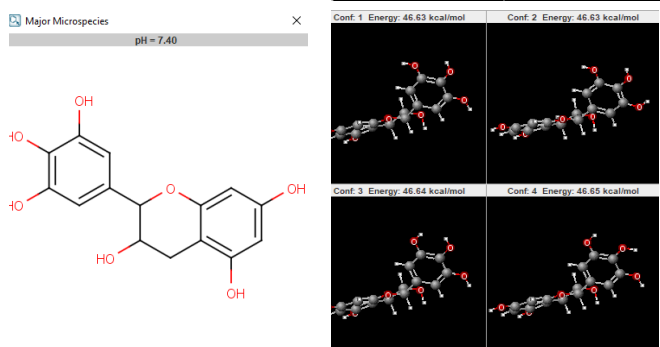 Major Microspecies
pH = 7.40
OH
HO
HO
HO
O
OH
HO
OH
Conf: 1 Energy: 46.63 kcal/mol
Conf: 2 Energy: 46.63 kcal/mol
Conf: 3 Energy: 46.64 kcal/mol
Conf: 4 Energy: 46.65 kcal/mol